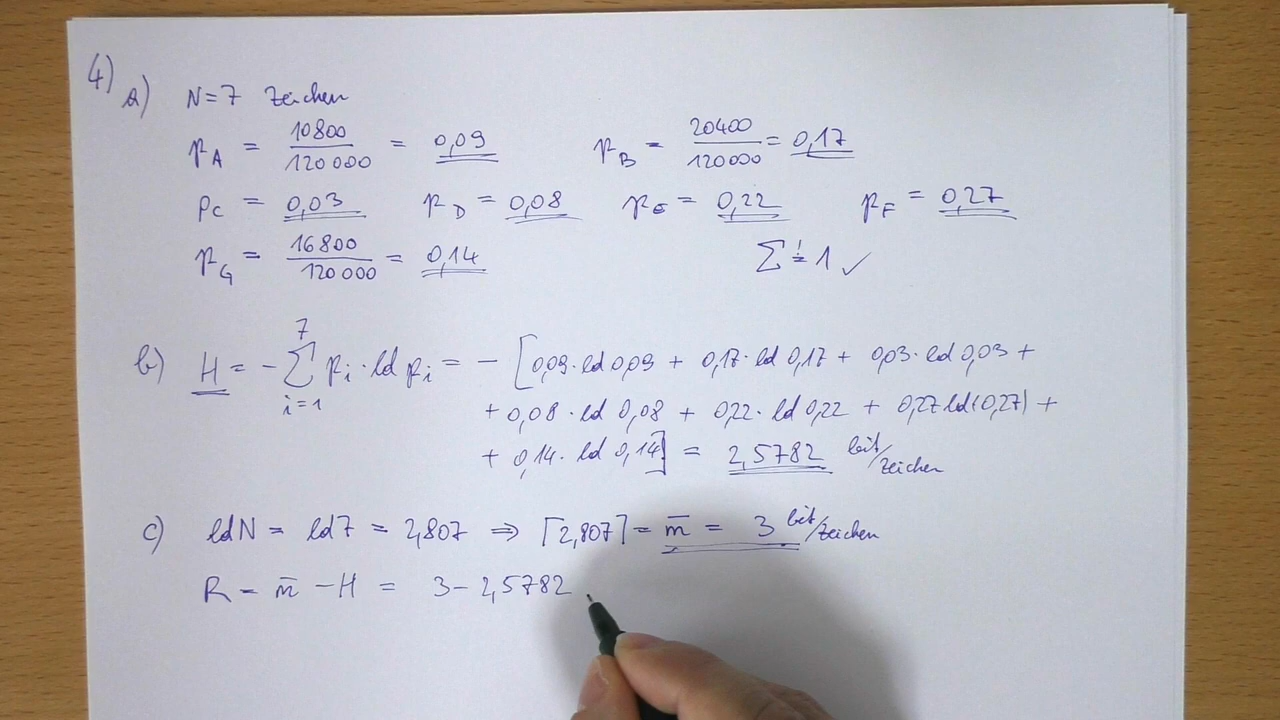 4) a) N = 7 Zeichen
p_A = 10800/120 000 = 0,09 p_B = 20400/120000 = 0,17
p_C = 0,03 p_D = 0,08 p_E = 0,22 p_F = 0,27
p_G = 16800/120 000 = 0,14 ∑ != 1 ✓
b) H = - ∑_{i=1}^{7} p_i · ld p_i = - [0,09 · ld 0,09 + 0,17 · ld 0,17 + 0,03 · ld 0,03 +
+ 0,08 · ld 0,08 + 0,22 · ld 0,22 + 0,27 ld(0,27) +
+ 0,14 · ld 0,14] = 2,5782 bit/Zeichen
c) ld N = ld 7 = 2,807 ⇒ ⌈2,807⌉ = m̅ = 3 bit/Zeichen
R = m̅ - H = 3 - 2,5782